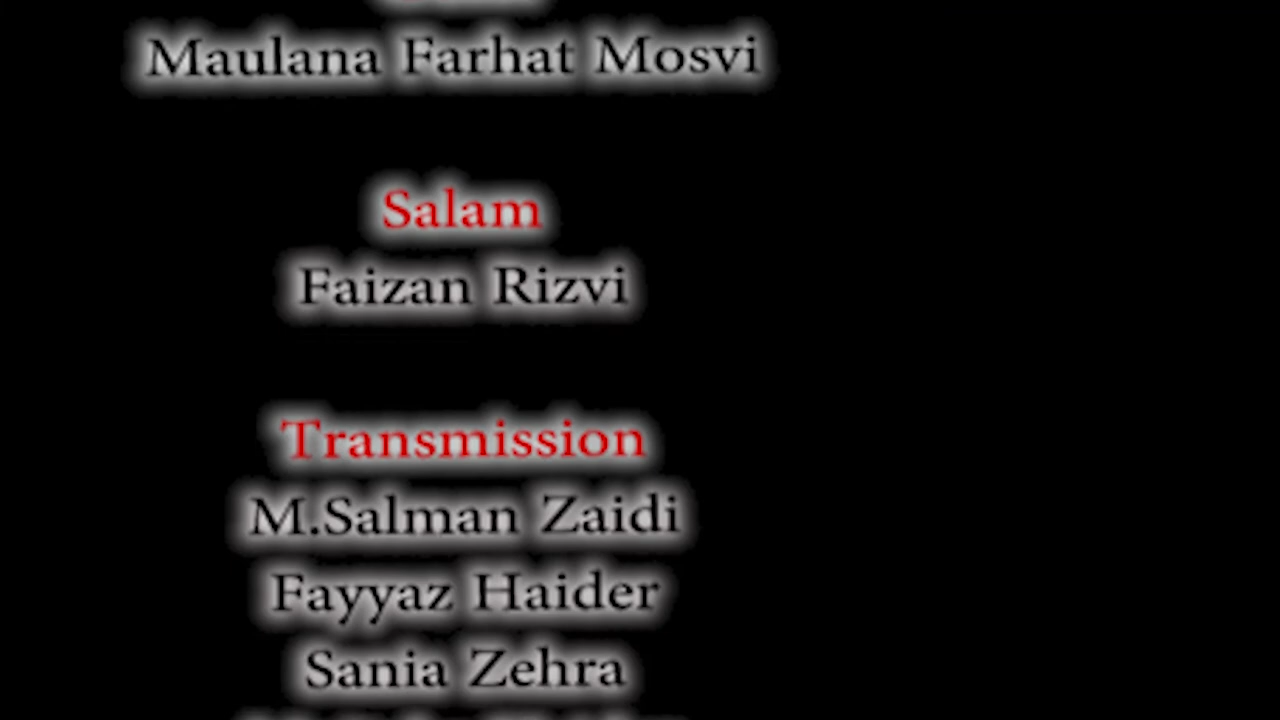 Maulana Farhat Mosvi
Salam
Faizan Rizvi
Transmission
M.Salman Zaidi
Fayyaz Haider
Sania Zehra